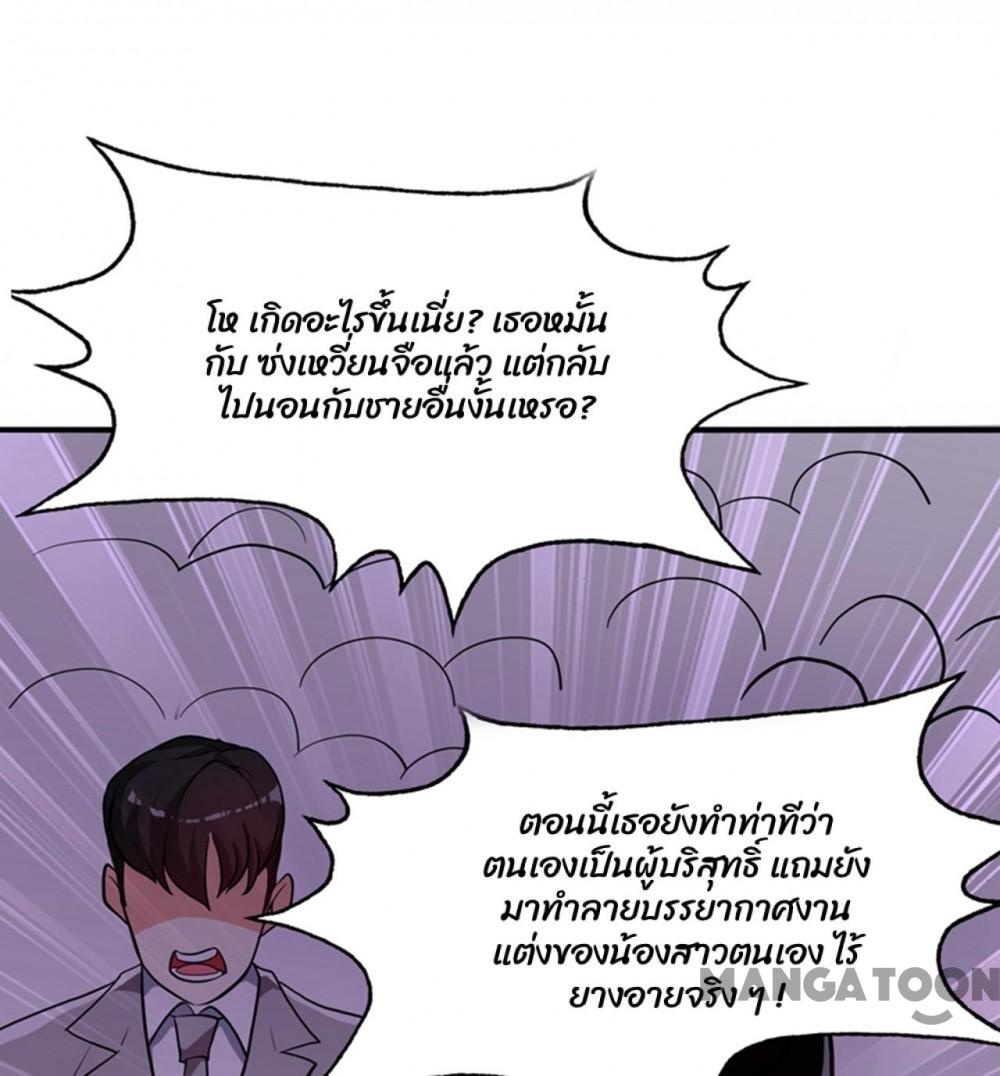 โห เกิดอะไรขึ้นเนี่ย? เธอหมั้น
กับ ซ่งเหวี่ยนจือแล้ว แต่กลับ
ไปนอนกับชายอื่นงั้นเหรอ?
ตอนนี้เธอยังทำท่าทีว่า
ตนเองเป็นผู้บริสุทธิ์ แถมยัง
มาทำลายบรรยากาศงาน
แต่งของน้องสาวตนเอง ไร้
ยางอายจริง ๆ !
MANGATOON